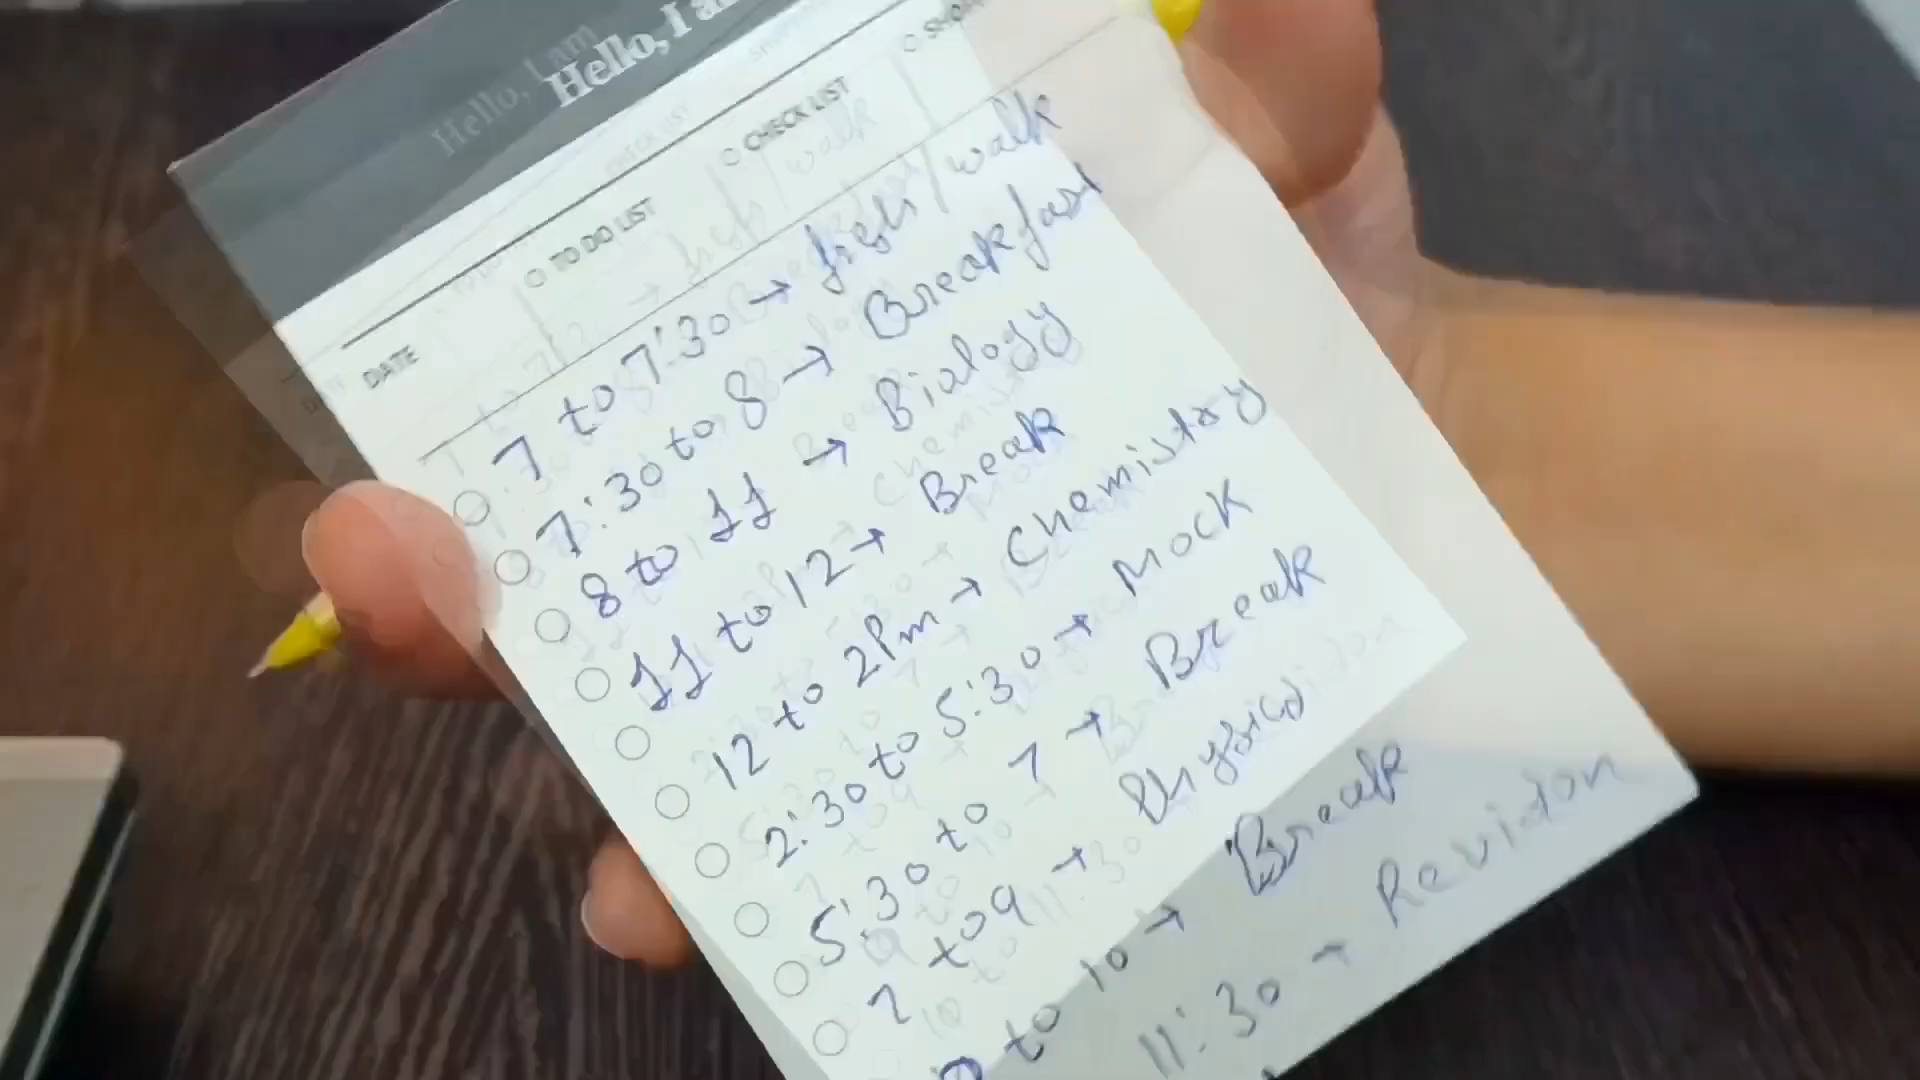 Hello, I am
Hello, I a
SHO
CHECK LIST
TO DO LIST
DATE
7 to 7:30 → fresh / walk
7:30 to 8 → Breakfast
8 to 11 → Biology
11 to 12 → Break
12 to 2Pm → Chemistry
2:30 to 5:30 → Mock
5:30 to 7 → Break
7 to 9 → Physics
to 10 → Break
11:30 → Revision